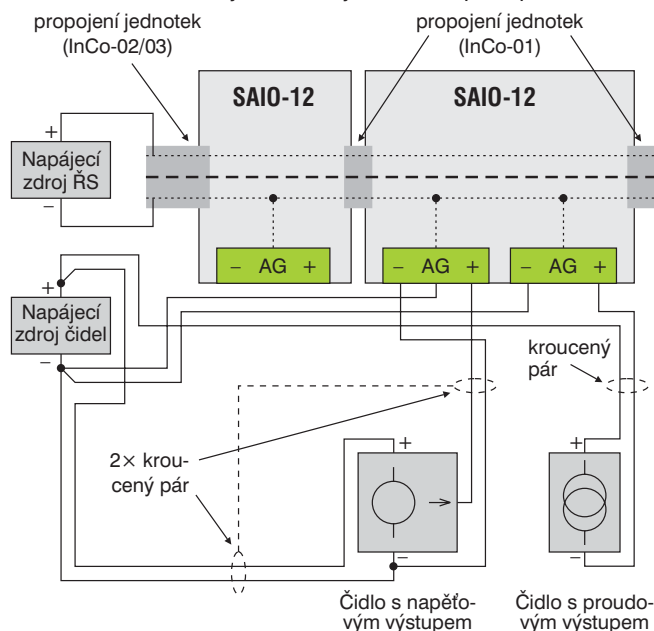 propojení jednotek
(InCo-02/03)
propojení jednotek
(InCo-01)
SAIO-12
SAIO-12
+
Napájecí
zdroj ŘS
−
− AG +
− AG +
− AG +
+
Napájecí
zdroj čidel
−
kroucený
pár
2× krou-
cený pár
+
−
+
−
Čidlo s napěťo-
vým výstupem
Čidlo s proudo-
vým výstupem